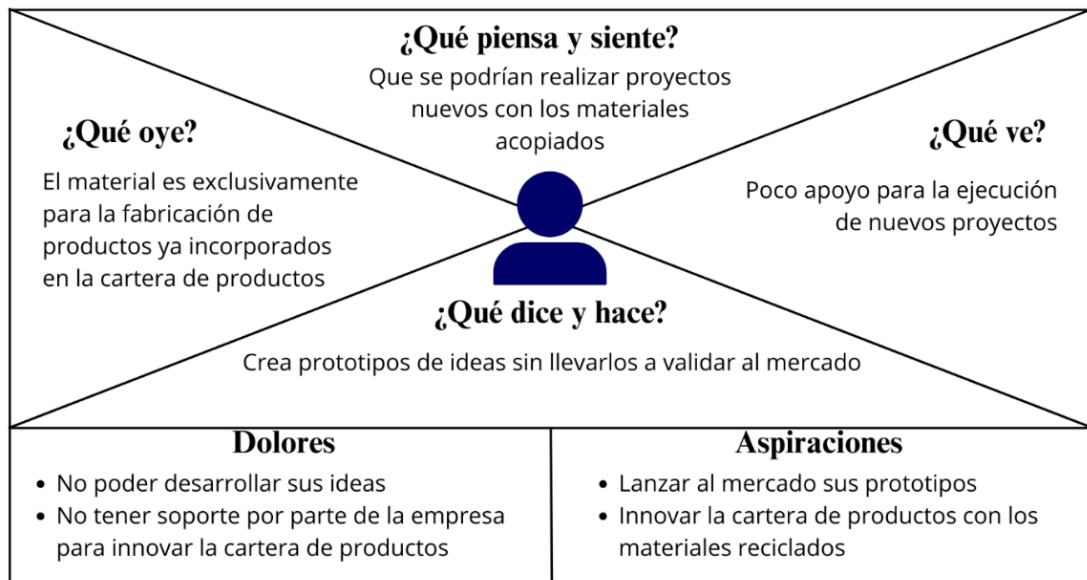 ¿Qué piensa y siente?
Que se podrían realizar proyectos
nuevos con los materiales
acopiados
¿Qué oye?
El material es exclusivamente
para la fabricación de
productos ya incorporados
en la cartera de productos
¿Qué ve?
Poco apoyo para la ejecución
de nuevos proyectos
¿Qué dice y hace?
Crea prototipos de ideas sin llevarlos a validar al mercado
Dolores
• No poder desarrollar sus ideas
• No tener soporte por parte de la empresa
para innovar la cartera de productos
Aspiraciones
• Lanzar al mercado sus prototipos
• Innovar la cartera de productos con los
materiales reciclados